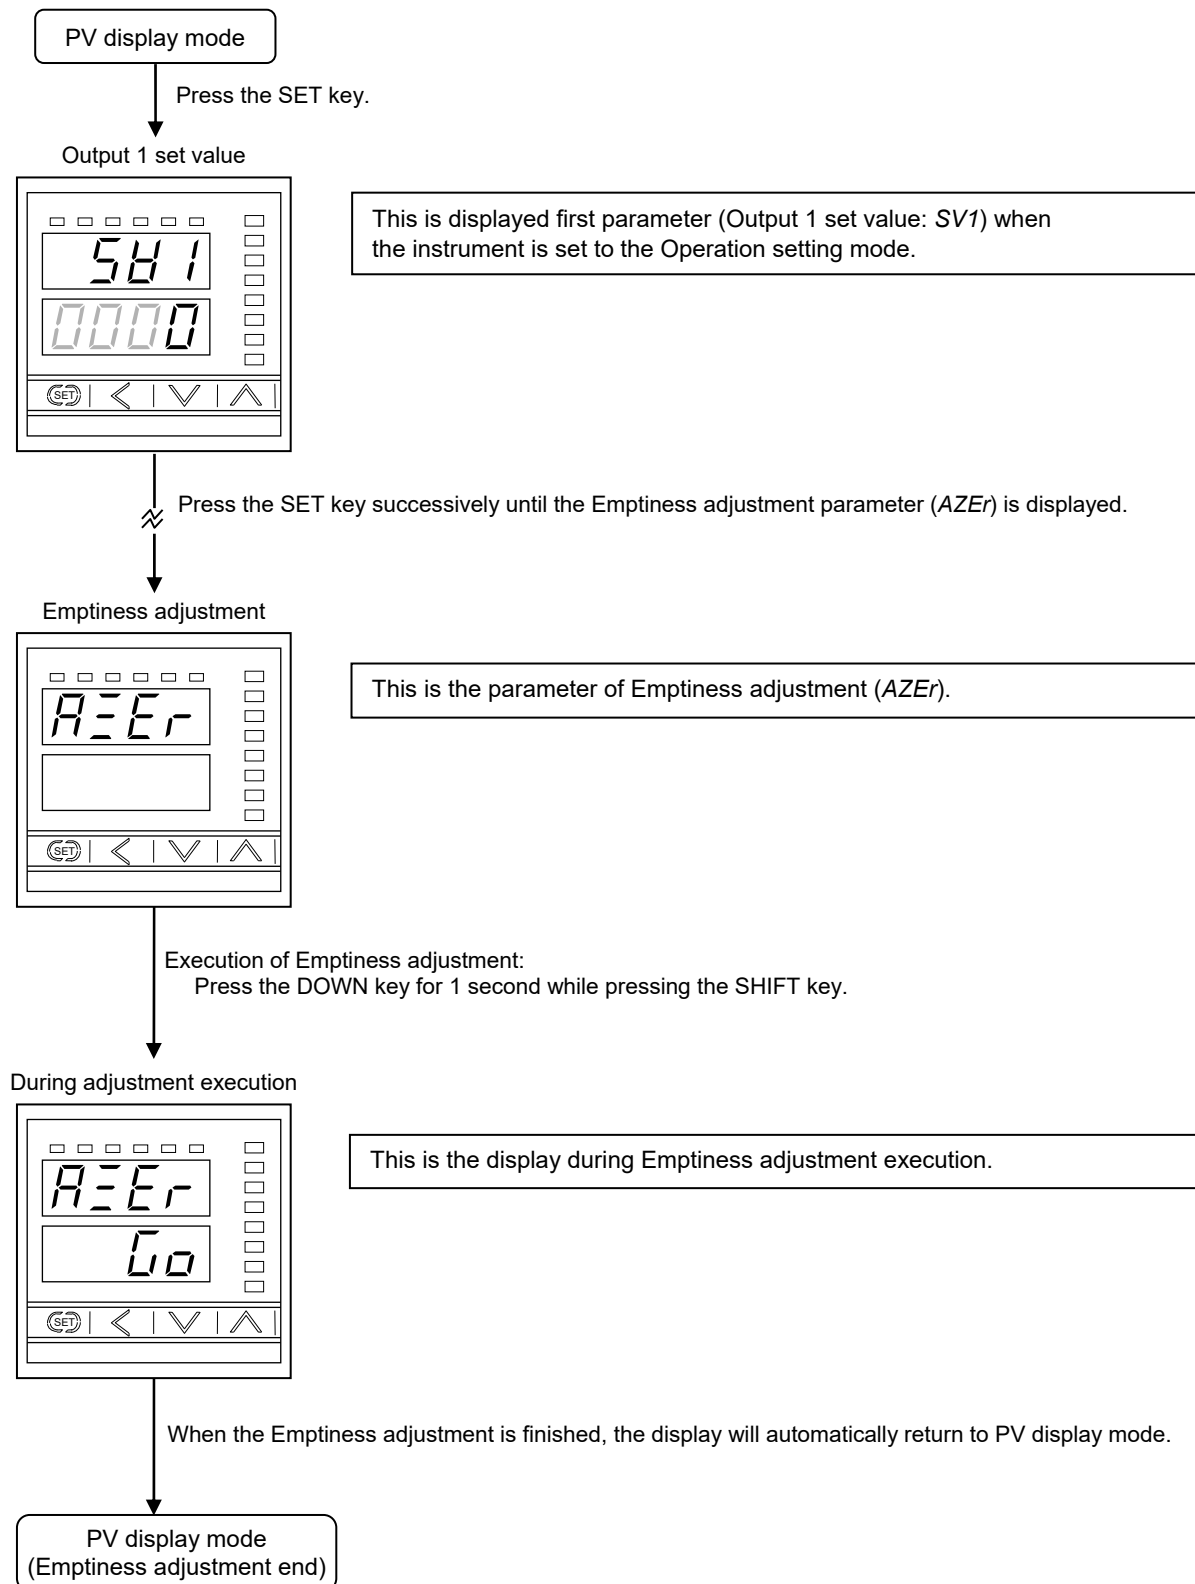 PV display mode
Press the SET key.
Output 1 set value
This is displayed first parameter (Output 1 set value: SV1) when
the instrument is set to the Operation setting mode.
SV1
0000
SET
Press the SET key successively until the Emptiness adjustment parameter (AZEr) is displayed.
Emptiness adjustment
This is the parameter of Emptiness adjustment (AZEr).
AZEr
SET
Execution of Emptiness adjustment:
Press the DOWN key for 1 second while pressing the SHIFT key.
During adjustment execution
This is the display during Emptiness adjustment execution.
AZEr
Go
SET
When the Emptiness adjustment is finished, the display will automatically return to PV display mode.
PV display mode
(Emptiness adjustment end)